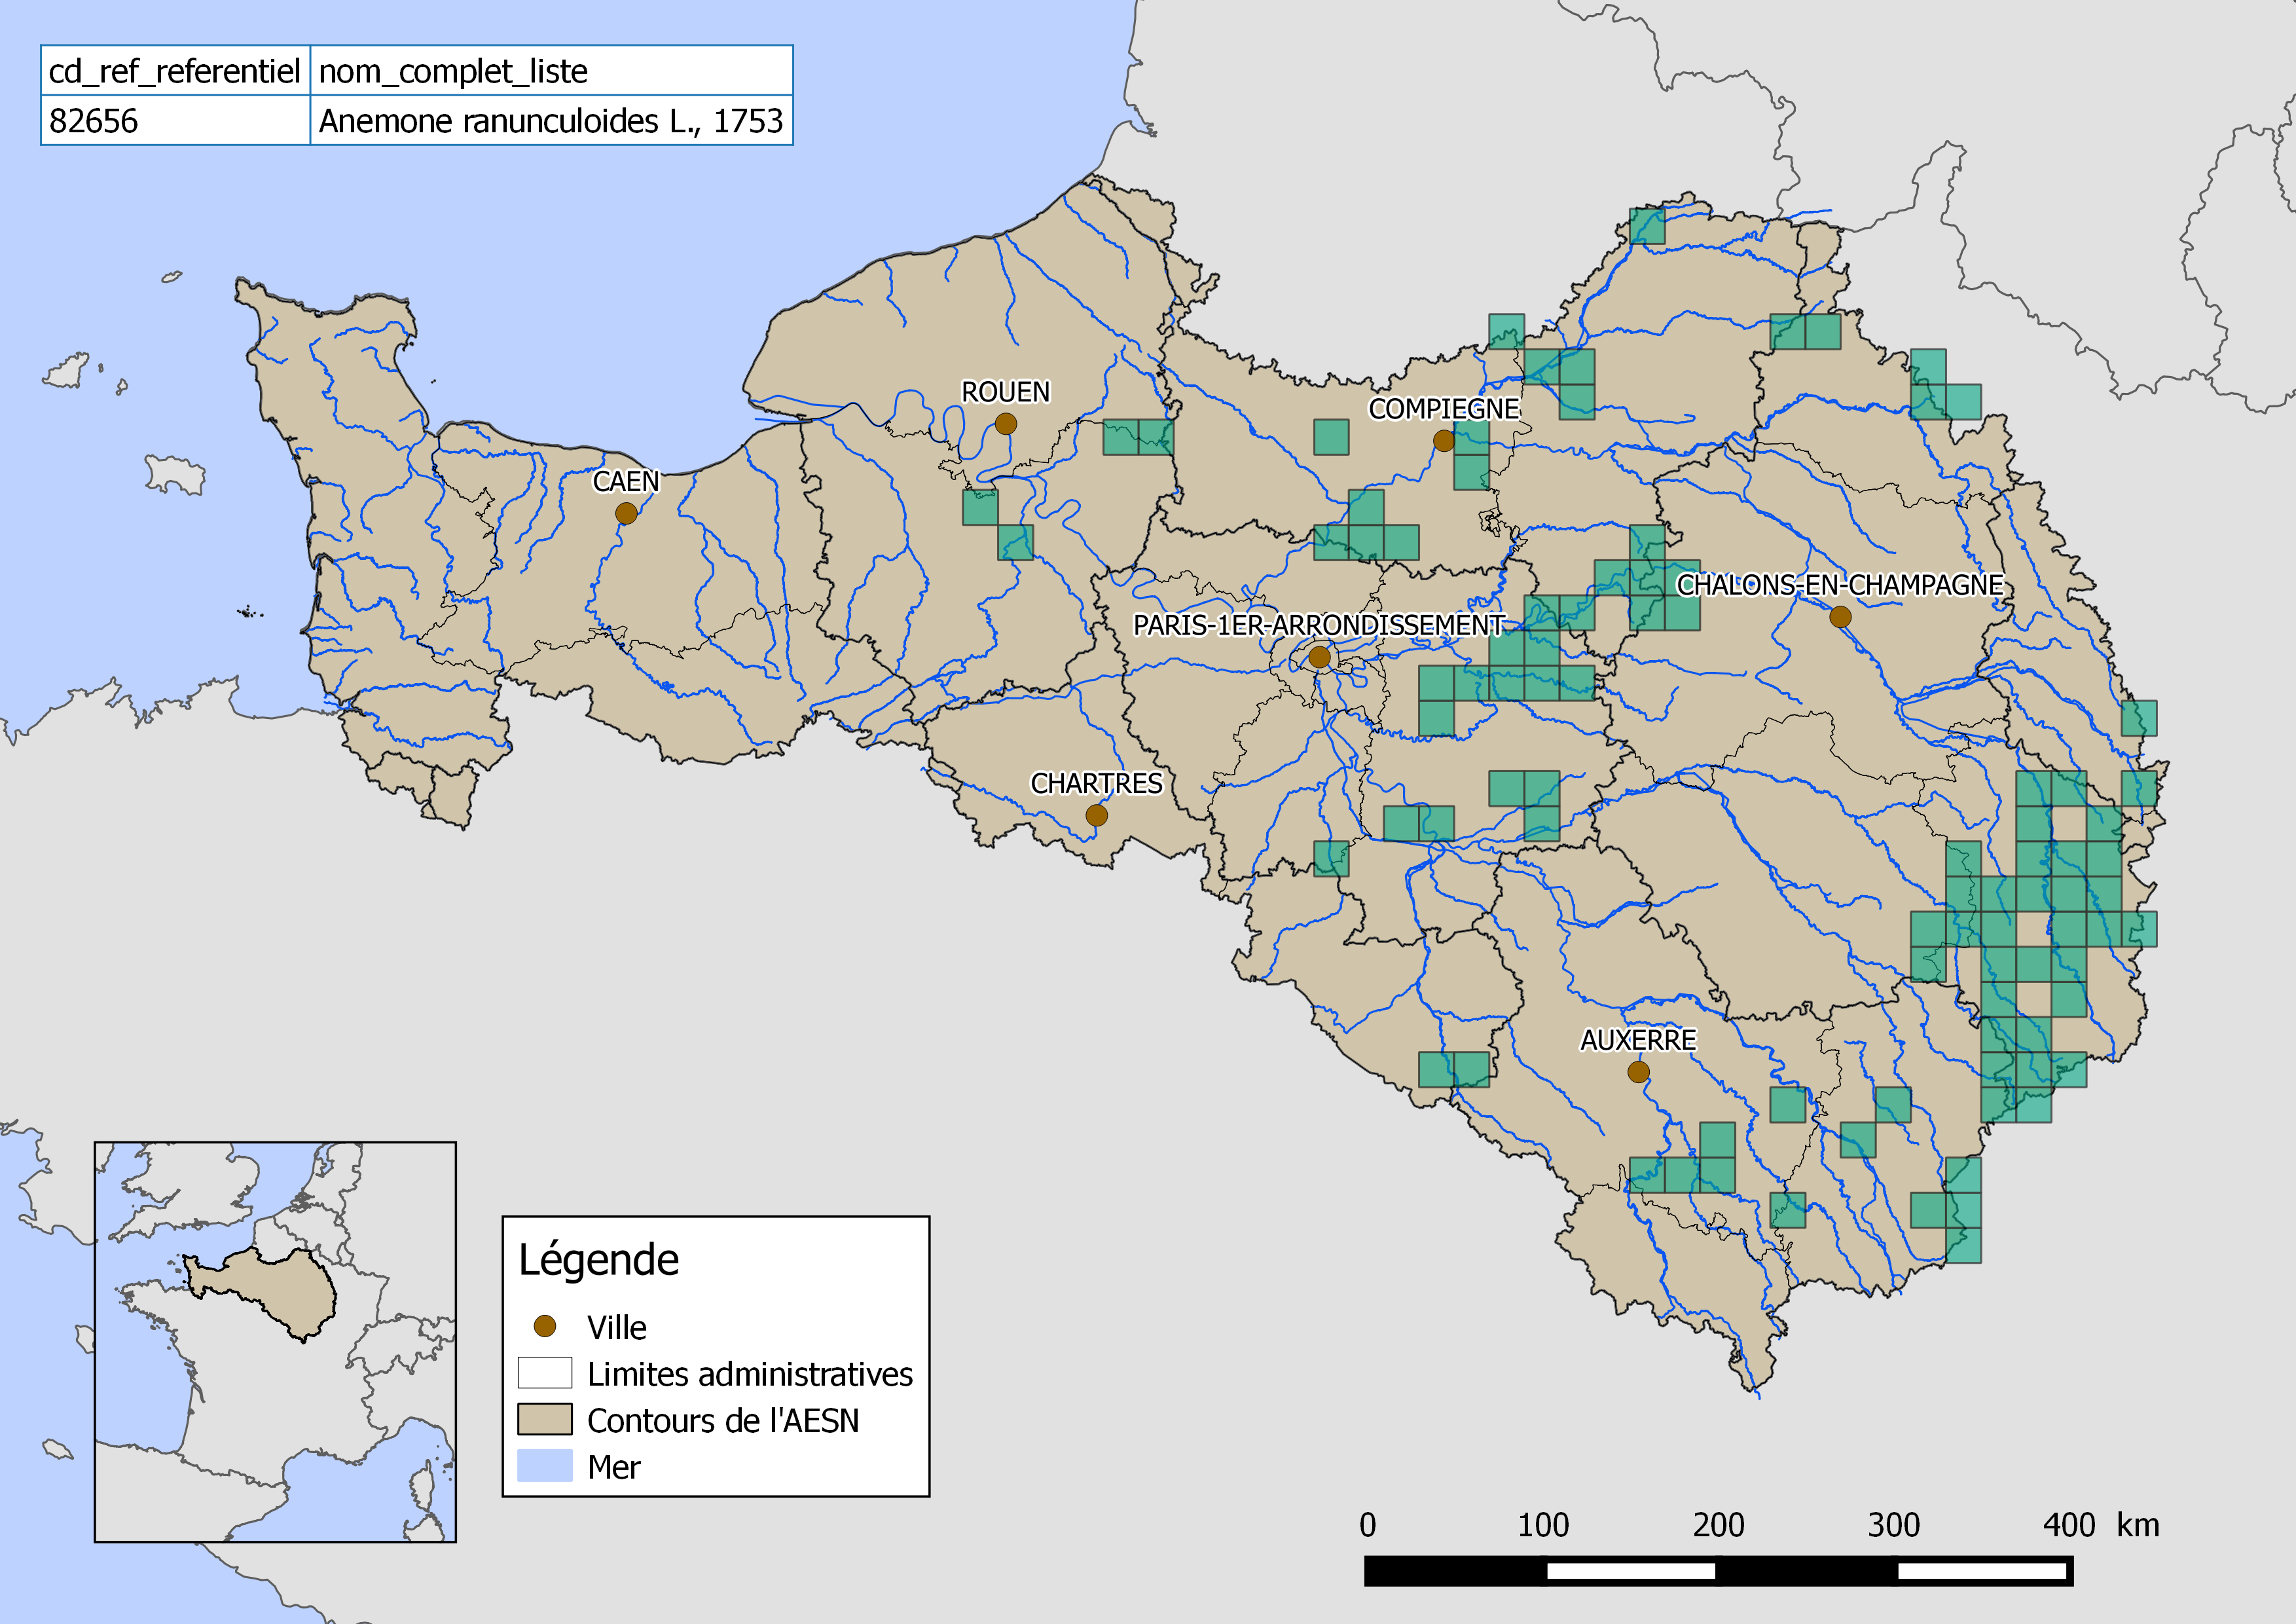 cd_ref_referentiel nom_complet_liste
82656 Anemone ranunculoides L., 1753
ROUEN
COMPIEGNE
CAEN
CHALONS-EN-CHAMPAGNE
PARIS-1ER-ARRONDISSEMENT
CHARTRES
AUXERRE
Légende
Ville
Limites administratives
Contours de l'AESN
Mer
0 100 200 300 400 km